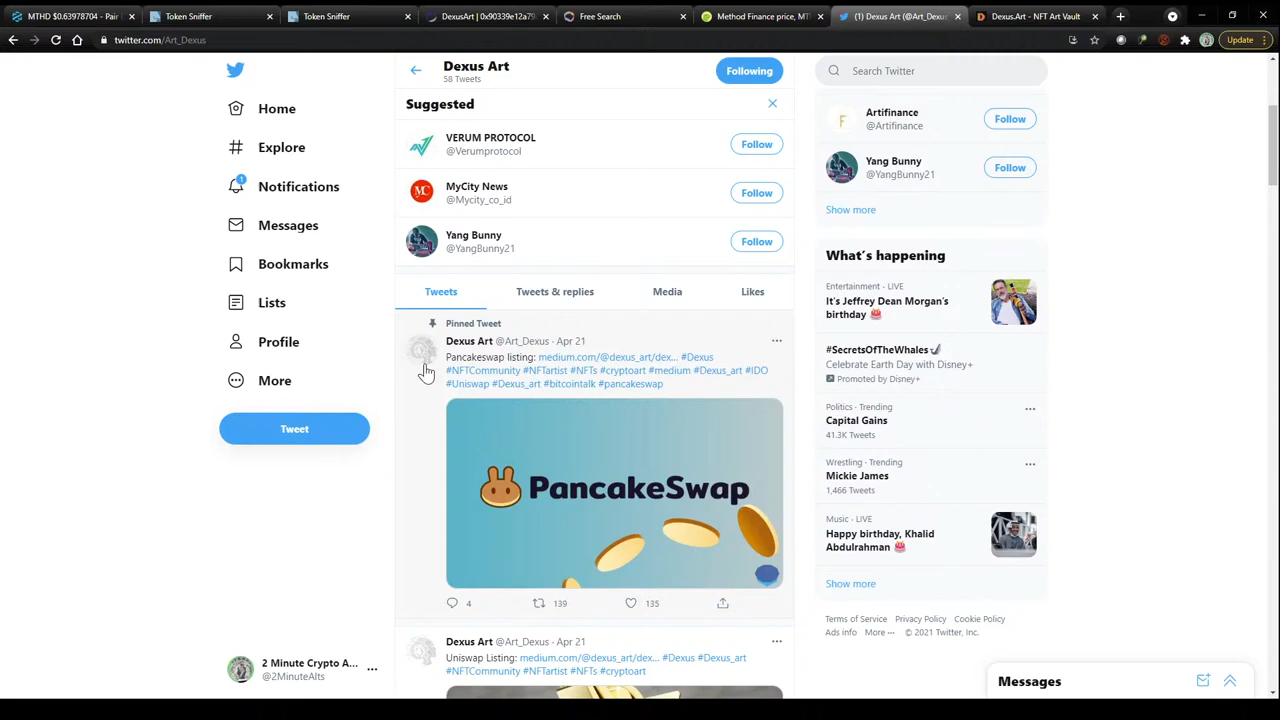 MTHD $0.63978704 - Pair
Token Sniffer
Token Sniffer
DexusArt | 0x90339e12a79
Free Search
Method Finance price, MT
(1) Dexus Art (@Art_Dexus
Dexus.Art - NFT Art Vault
twitter.com/Art_Dexus
Update
Home
Explore
1
Notifications
Messages
Bookmarks
Lists
Profile
More
Tweet
2 Minute Crypto A...
@2MinuteAlts
Dexus Art
58 Tweets
Following
Suggested
VERUM PROTOCOL
@Verumprotocol
Follow
MC
MyCity News
@Mycity_co_id
Follow
Yang Bunny
@YangBunny21
Follow
Tweets
Tweets & replies
Media
Likes
Pinned Tweet
Dexus Art @Art_Dexus · Apr 21
Pancakeswap listing: medium.com/@dexus_art/dex... #Dexus
#NFTCommunity #NFTartist #NFTs #cryptoart #medium #Dexus_art #IDO
#Uniswap #Dexus_art #bitcointalk #pancakeswap
PancakeSwap
4
139
135
Dexus Art @Art_Dexus · Apr 21
Uniswap Listing: medium.com/@dexus_art/dex... #Dexus #Dexus_art
#NFTCommunity #NFTartist #NFTs #cryptoart
Search Twitter
F
Artifinance
@Artifinance
Follow
Yang Bunny
@YangBunny21
Follow
Show more
What's happening
Entertainment · LIVE
It's Jeffrey Dean Morgan's
birthday 🎂
#SecretsOfTheWhales
Celebrate Earth Day with Disney+
Promoted by Disney+
Politics · Trending
Capital Gains
41.3K Tweets
Wrestling · Trending
Mickie James
1,466 Tweets
Music · LIVE
Happy birthday, Khalid
Abdulrahman 🎂
Show more
Terms of Service Privacy Policy Cookie Policy
Ads info More ··· © 2021 Twitter, Inc.
Messages